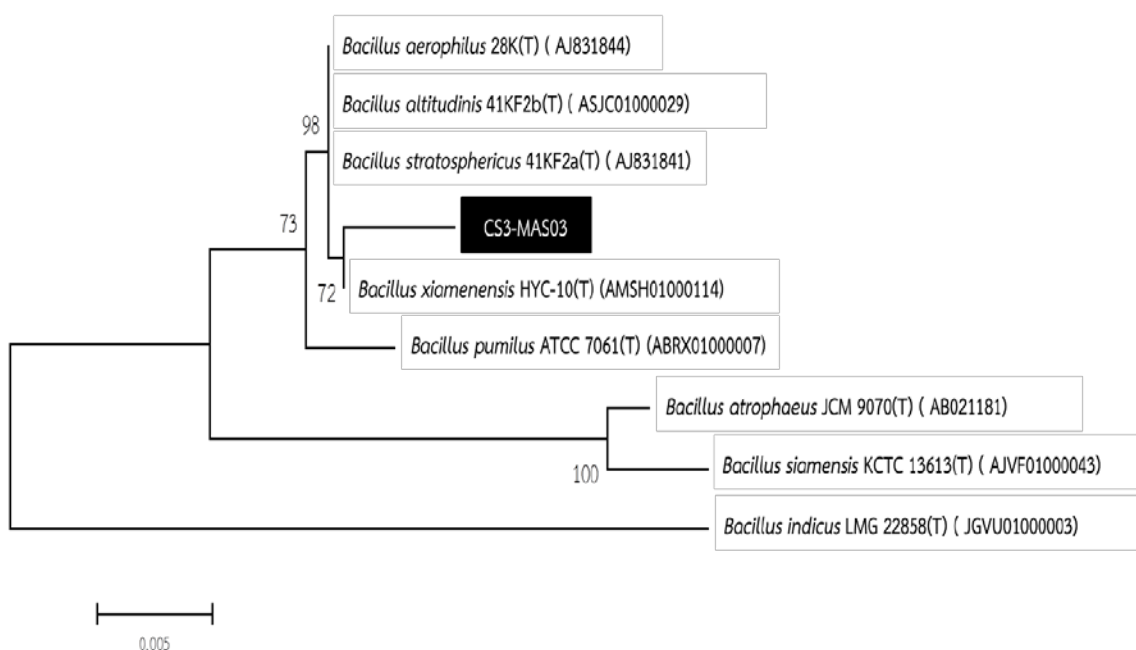 Bacillus aerophilus 28K(T) ( AJ831844)
Bacillus altitudinis 41KF2b(T) ( ASJC01000029)
98
Bacillus stratosphericus 41KF2a(T) ( AJ831841)
73
CS3-MAS03
72
Bacillus xiamenensis HYC-10(T) (AMSH01000114)
Bacillus pumilus ATCC 7061(T) (ABRX01000007)
Bacillus atrophaeus JCM 9070(T) ( AB021181)
Bacillus siamensis KCTC 13613(T) ( AJVF01000043)
100
Bacillus indicus LMG 22858(T) ( JGVU01000003)
0.005